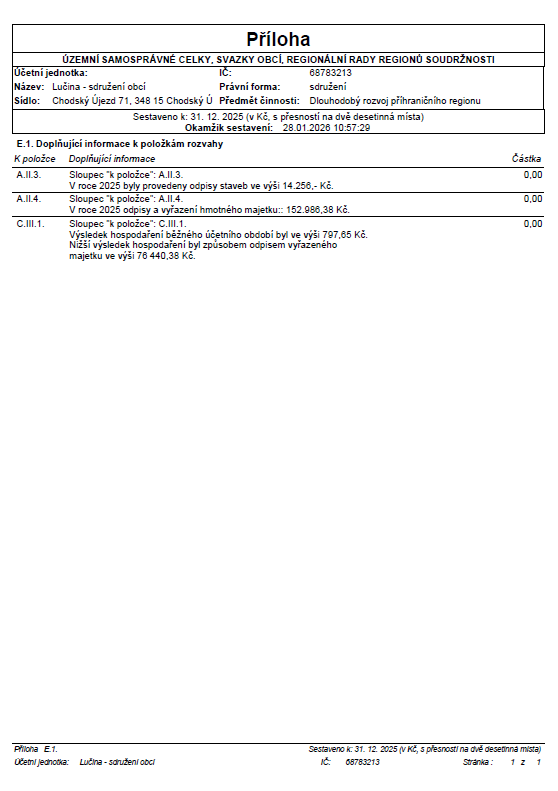 Příloha
ÚZEMNÍ SAMOSPRÁVNÉ CELKY, SVAZKY OBCÍ, REGIONÁLNÍ RADY REGIONŮ SOUDRŽNOSTI
Účetní jednotka: IČ: 68783213
Název: Lučina - sdružení obcí Právní forma: sdružení
Sídlo: Chodský Újezd 71, 348 15 Chodský Ú Předmět činnosti: Dlouhodobý rozvoj příhraničního regionu
Sestaveno k: 31. 12. 2025 (v Kč, s přesností na dvě desetinná místa)
Okamžik sestavení: 28.01.2026 10:57:29
E.1. Doplňující informace k položkám rozvahy
K položce Doplňující informace Částka
A.II.3. Sloupec "k položce": A.II.3. 0,00
V roce 2025 byly provedeny odpisy staveb ve výši 14.256,- Kč.
A.II.4. Sloupec "k položce": A.II.4. 0,00
V roce 2025 odpisy a vyřazení hmotného majetku:: 152.986,38 Kč.
C.III.1. Sloupec "k položce": C.III.1. 0,00
Výsledek hospodaření běžného účetního období byl ve výši 797,65 Kč.
Nižší výsledek hospodaření byl způsobem odpisem vyřazeného
majetku ve výši 76 440,38 Kč.
Příloha E.1. Sestaveno k: 31. 12. 2025 (v Kč, s přesností na dvě desetinná místa)
Účetní jednotka: Lučina - sdružení obcí IČ: 68783213 Stránka : 1 z 1